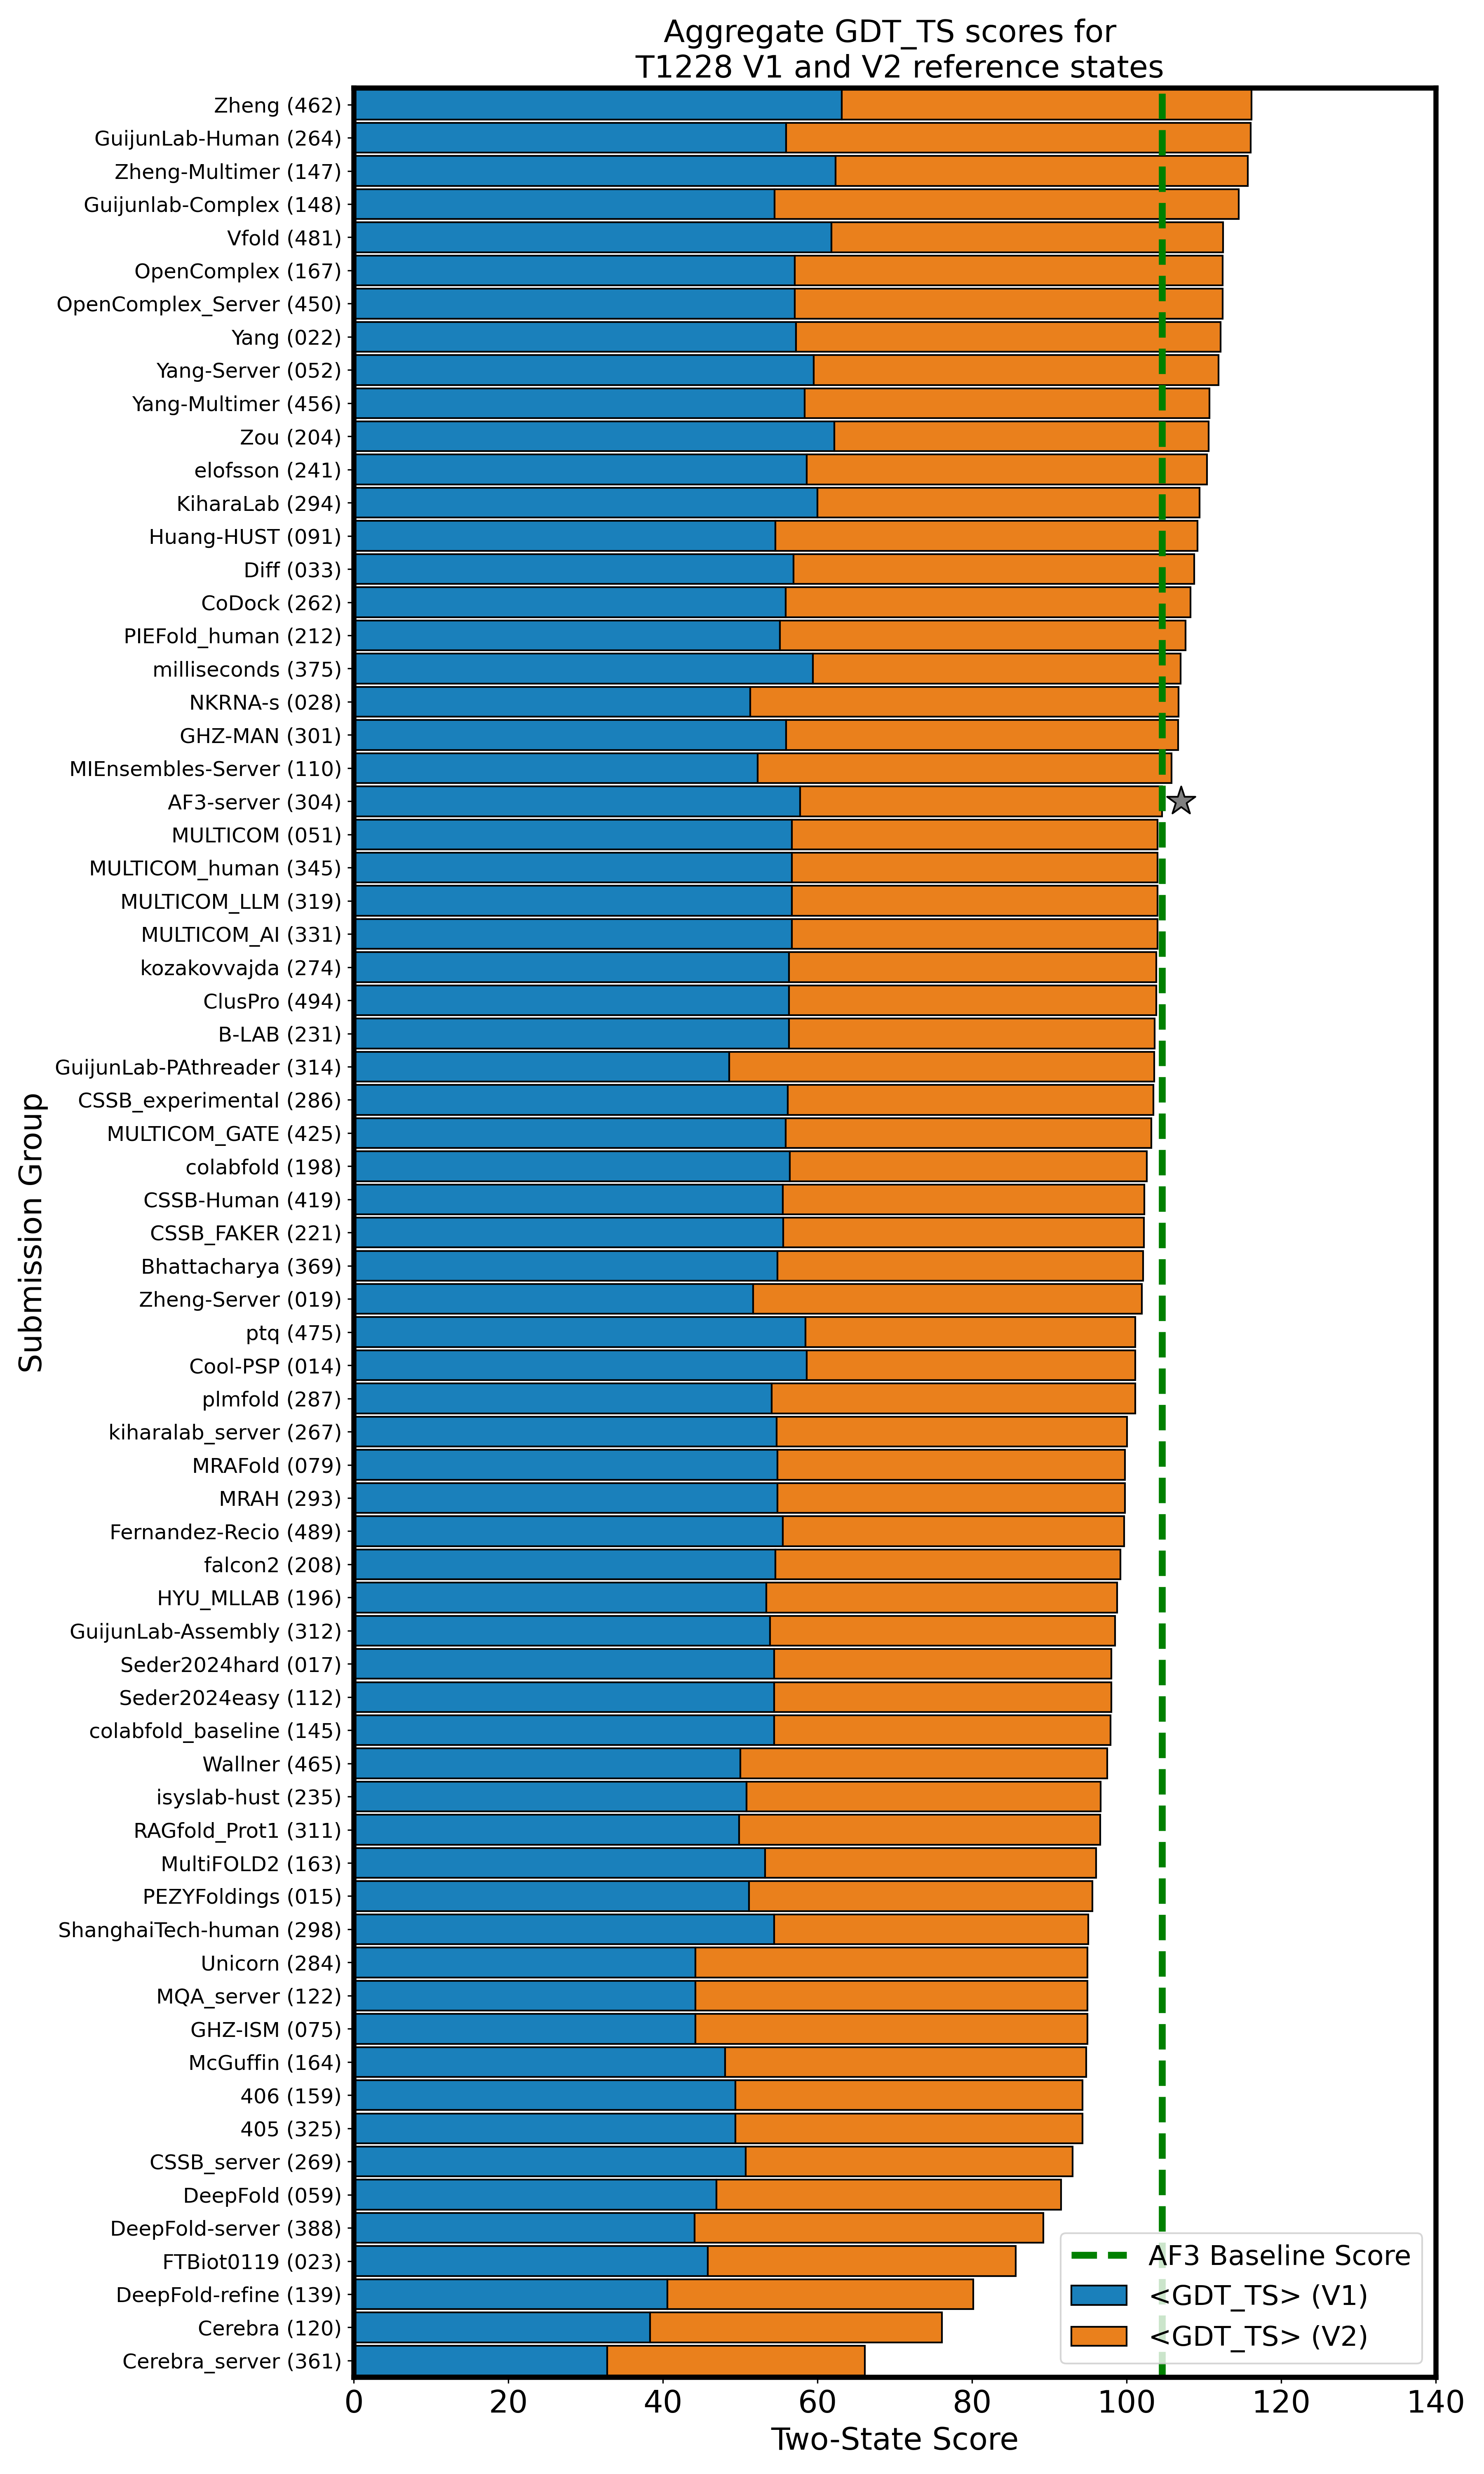 Aggregate GDT_TS scores for
T1228 V1 and V2 reference states
Submission Group
Zheng (462)
GuijunLab-Human (264)
Zheng-Multimer (147)
Guijunlab-Complex (148)
Vfold (481)
OpenComplex (167)
OpenComplex_Server (450)
Yang (022)
Yang-Server (052)
Yang-Multimer (456)
Zou (204)
elofsson (241)
KiharaLab (294)
Huang-HUST (091)
Diff (033)
CoDock (262)
PIEFold_human (212)
milliseconds (375)
NKRNA-s (028)
GHZ-MAN (301)
MIEnsembles-Server (110)
AF3-server (304)
MULTICOM (051)
MULTICOM_human (345)
MULTICOM_LLM (319)
MULTICOM_AI (331)
kozakovvajda (274)
ClusPro (494)
B-LAB (231)
GuijunLab-PAthreader (314)
CSSB_experimental (286)
MULTICOM_GATE (425)
colabfold (198)
CSSB-Human (419)
CSSB_FAKER (221)
Bhattacharya (369)
Zheng-Server (019)
ptq (475)
Cool-PSP (014)
plmfold (287)
kiharalab_server (267)
MRAFold (079)
MRAH (293)
Fernandez-Recio (489)
falcon2 (208)
HYU_MLLAB (196)
GuijunLab-Assembly (312)
Seder2024hard (017)
Seder2024easy (112)
colabfold_baseline (145)
Wallner (465)
isyslab-hust (235)
RAGfold_Prot1 (311)
MultiFOLD2 (163)
PEZYFoldings (015)
ShanghaiTech-human (298)
Unicorn (284)
MQA_server (122)
GHZ-ISM (075)
McGuffin (164)
406 (159)
405 (325)
CSSB_server (269)
DeepFold (059)
DeepFold-server (388)
FTBiot0119 (023)
DeepFold-refine (139)
Cerebra (120)
Cerebra_server (361)
AF3 Baseline Score
<GDT_TS> (V1)
<GDT_TS> (V2)
0 20 40 60 80 100 120 140
Two-State Score